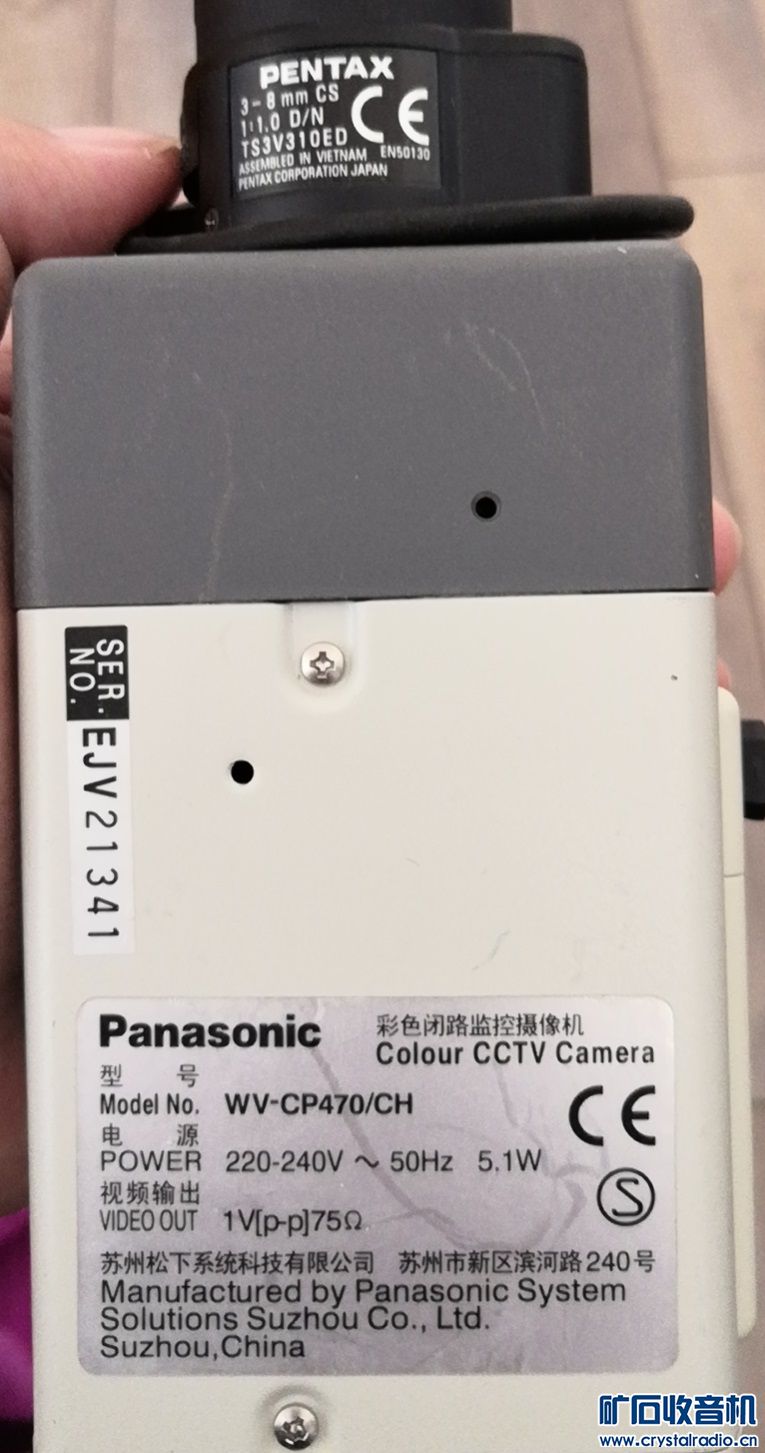 PENTAX
3-8mm CS
1:1.0 D/N
TS3V310ED
CE
ASSEMBLED IN VIETNAM EN50130
PENTAX CORPORATION JAPAN
SER.
NO.
EJV21341
Panasonic
彩色闭路监控摄像机
Colour CCTV Camera
型 号
Model No. WV-CP470/CH
CE
电 源
POWER 220-240V ~ 50Hz 5.1W
视频输出
VIDEO OUT 1V[p-p]75Ω
S
苏州松下系统科技有限公司 苏州市新区滨河路240号
Manufactured by Panasonic System
Solutions Suzhou Co., Ltd.
Suzhou,China
矿石收音机
www.crystalradio.cn